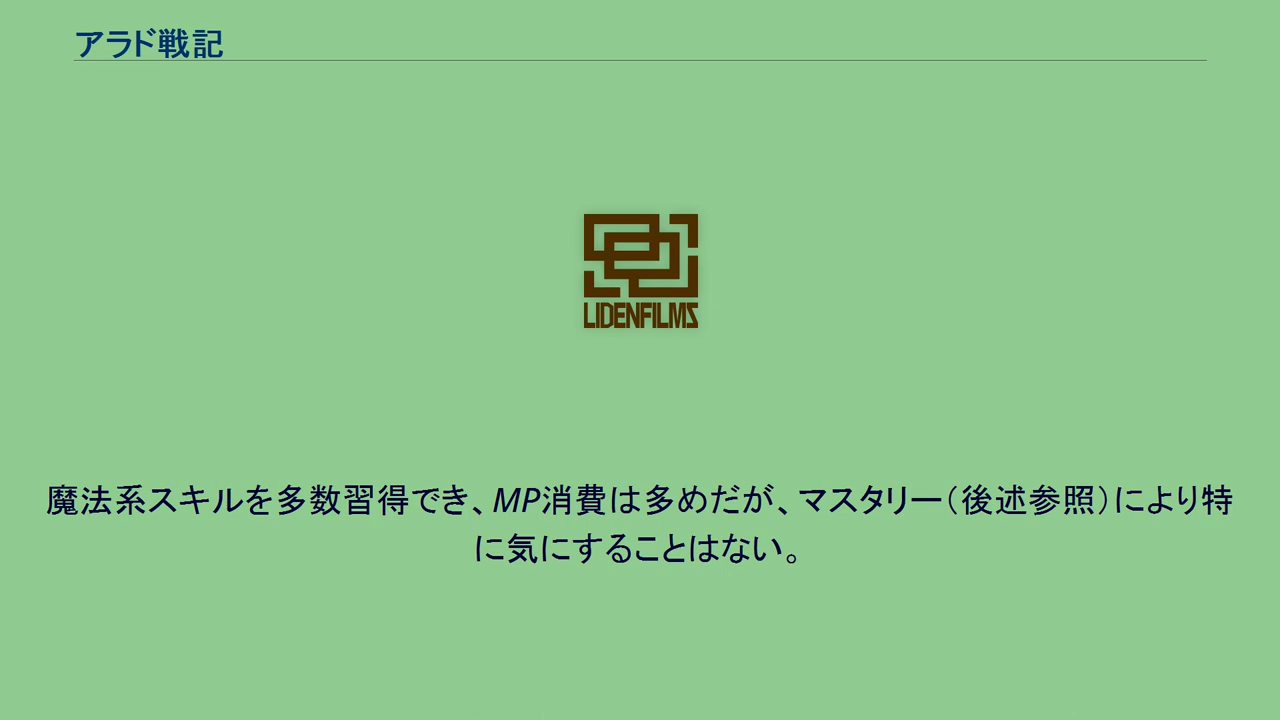 アラド戦記
LIDENFILMS
魔法系スキルを多数習得でき、MP消費は多めだが、マスタリー（後述参照）により特
に気にすることはない。